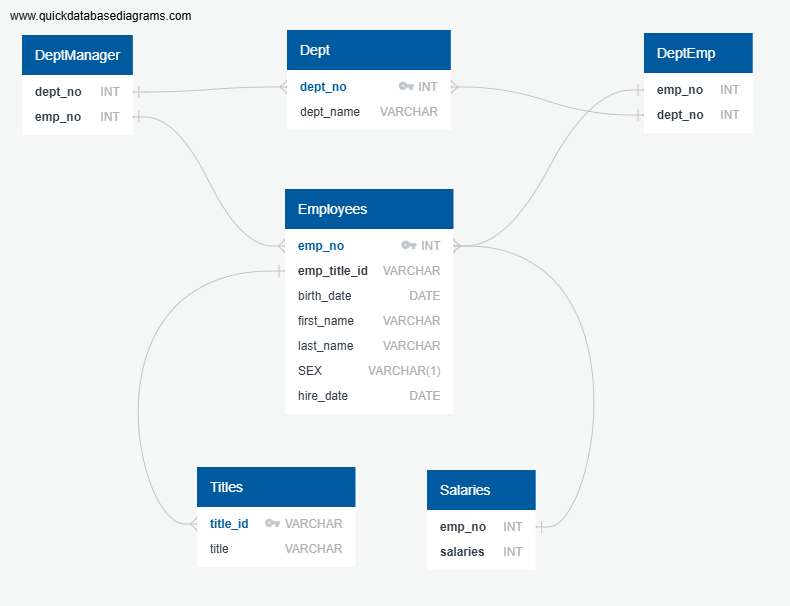 www.quickdatabasediagrams.com
DeptManager
dept_no INT
emp_no INT
Dept
dept_no INT
dept_name VARCHAR
DeptEmp
emp_no INT
dept_no INT
Employees
emp_no INT
emp_title_id VARCHAR
birth_date DATE
first_name VARCHAR
last_name VARCHAR
SEX VARCHAR(1)
hire_date DATE
Titles
title_id VARCHAR
title VARCHAR
Salaries
emp_no INT
salaries INT